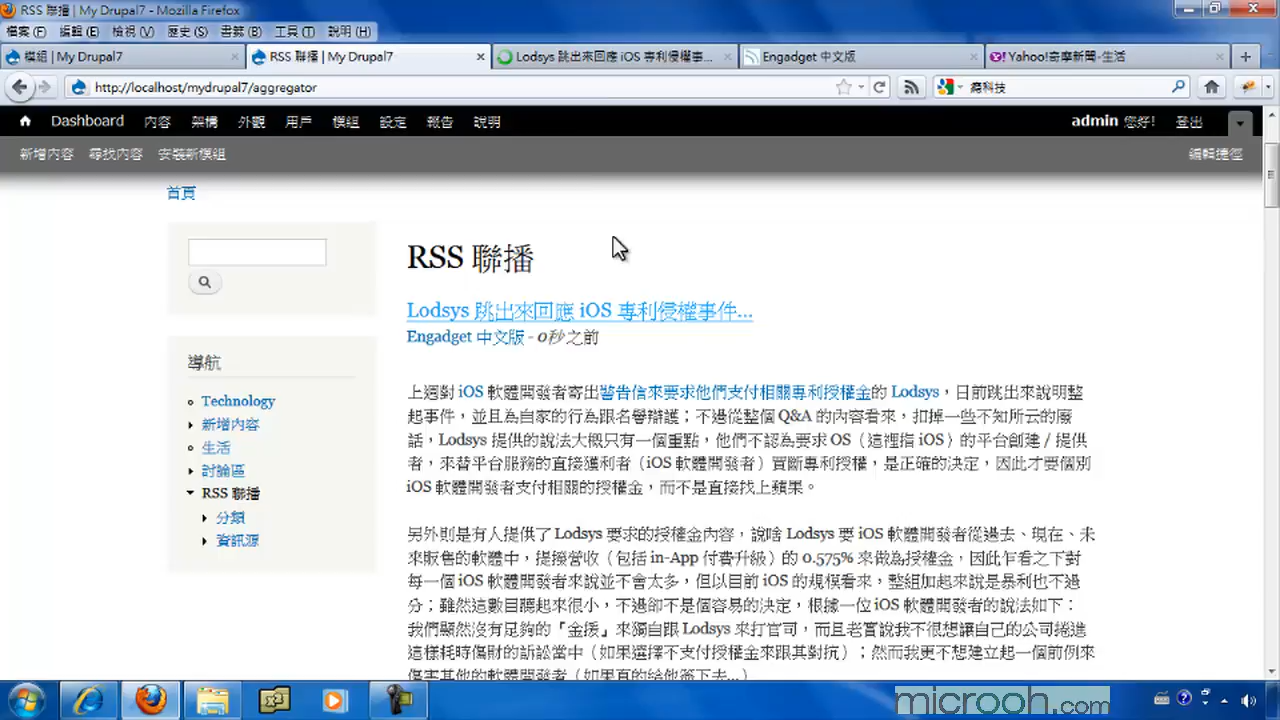 RSS 聯播 | My Drupal7 - Mozilla Firefox
檔案(F) 編輯(E) 檢視(V) 歷史(S) 書籤(B) 工具(T) 說明(H)
模組 | My Drupal7
RSS 聯播 | My Drupal7
Lodsys 跳出來回應 iOS 專利侵權事...
Engadget 中文版
Yahoo!奇摩新聞-生活
http://localhost/mydrupal7/aggregator
癮科技
Dashboard 內容 架構 外觀 用戶 模組 設定 報告 說明
admin 您好! 登出
新增內容 尋找內容 安裝新模組
編輯捷徑
首頁
導航
Technology
新增內容
生活
討論區
RSS 聯播
分類
資訊源
RSS 聯播
Lodsys 跳出來回應 iOS 專利侵權事件...
Engadget 中文版 - 0秒 之前
上週對 iOS 軟體開發者寄出警告信來要求他們支付相關專利授權金的 Lodsys，日前跳出來說明整
起事件，並且為自家的行為跟名譽辯護；不過從整個 Q&A 的內容看來，扣掉一些不知所云的廢
話，Lodsys 提供的說法大概只有一個重點，他們不認為要求 OS（這裡指 iOS）的平台創建 / 提供
者，來替平台服務的直接獲利者（iOS 軟體開發者）買斷專利授權，是正確的決定，因此才要個別
iOS 軟體開發者支付相關的授權金，而不是直接找上蘋果。
另外則是有人提供了 Lodsys 要求的授權金內容，說啥 Lodsys 要 iOS 軟體開發者從過去、現在、未
來販售的軟體中，提撥營收（包括 in-App 付費升級）的 0.575% 來做為授權金，因此乍看之下對
每一個 iOS 軟體開發者來說並不會太多，但以目前 iOS 的規模看來，整組加起來說是暴利也不過
分；雖然這數目聽起來很小，不過卻不是個容易的決定，根據一位 iOS 軟體開發者的說法如下：
我們顯然沒有足夠的「金援」來獨自跟 Lodsys 來打官司，而且老實說我不很想讓自己的公司捲進
這樣耗時傷財的訴訟當中（如果選擇不支付授權金來跟其對抗）；然而我更不想建立起一個前例來
傷害其他的軟體開發者（如果真的給他簽下去...）
microoh.com